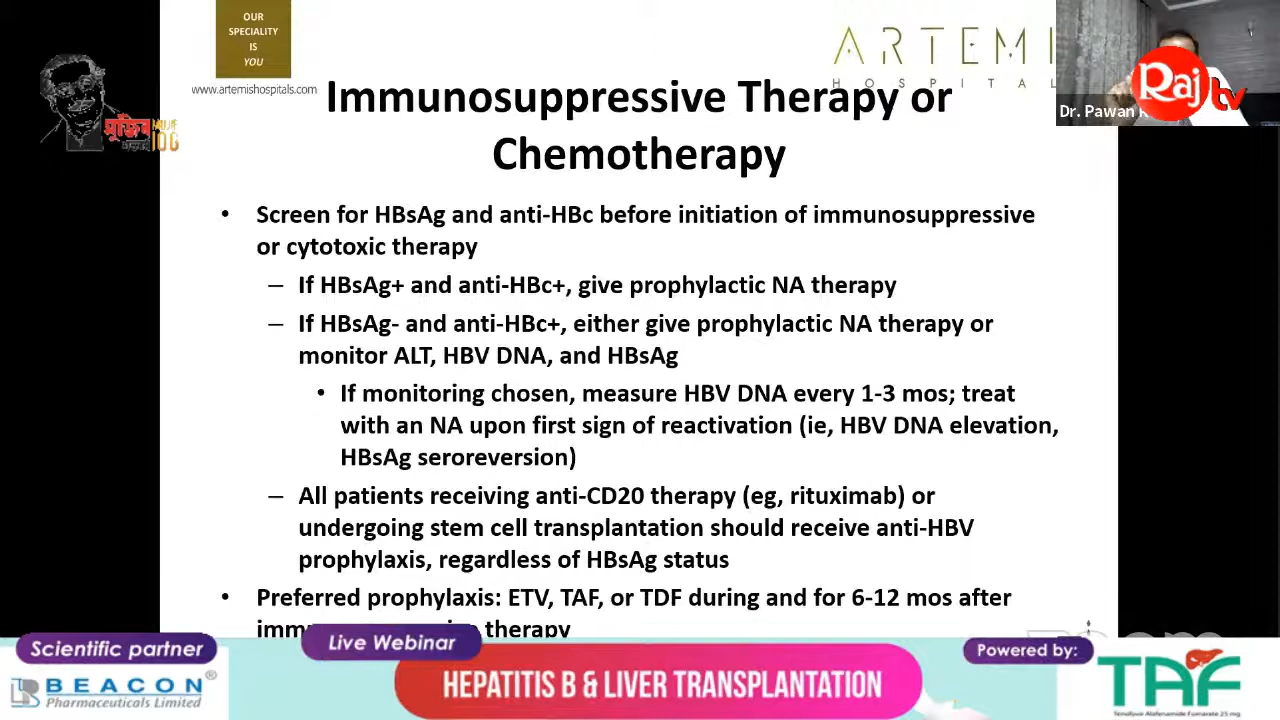 OUR
SPECIALITY
IS
YOU
www.artemishospitals.com
ARTEMI
HOSPITAL
Raj tv
Dr. Pawan
মুজিব
100
Immunosuppressive Therapy or
Chemotherapy
• Screen for HBsAg and anti-HBc before initiation of immunosuppressive
or cytotoxic therapy
– If HBsAg+ and anti-HBc+, give prophylactic NA therapy
– If HBsAg- and anti-HBc+, either give prophylactic NA therapy or
monitor ALT, HBV DNA, and HBsAg
• If monitoring chosen, measure HBV DNA every 1-3 mos; treat
with an NA upon first sign of reactivation (ie, HBV DNA elevation,
HBsAg seroreversion)
– All patients receiving anti-CD20 therapy (eg, rituximab) or
undergoing stem cell transplantation should receive anti-HBV
prophylaxis, regardless of HBsAg status
• Preferred prophylaxis: ETV, TAF, or TDF during and for 6-12 mos after
therapy
Scientific partner
Live Webinar
Powered by:
BEACON®
Pharmaceuticals Limited
HEPATITIS B & LIVER TRANSPLANTATION
TAF
Tenofovir Alafenamide Fumarate 25 mg